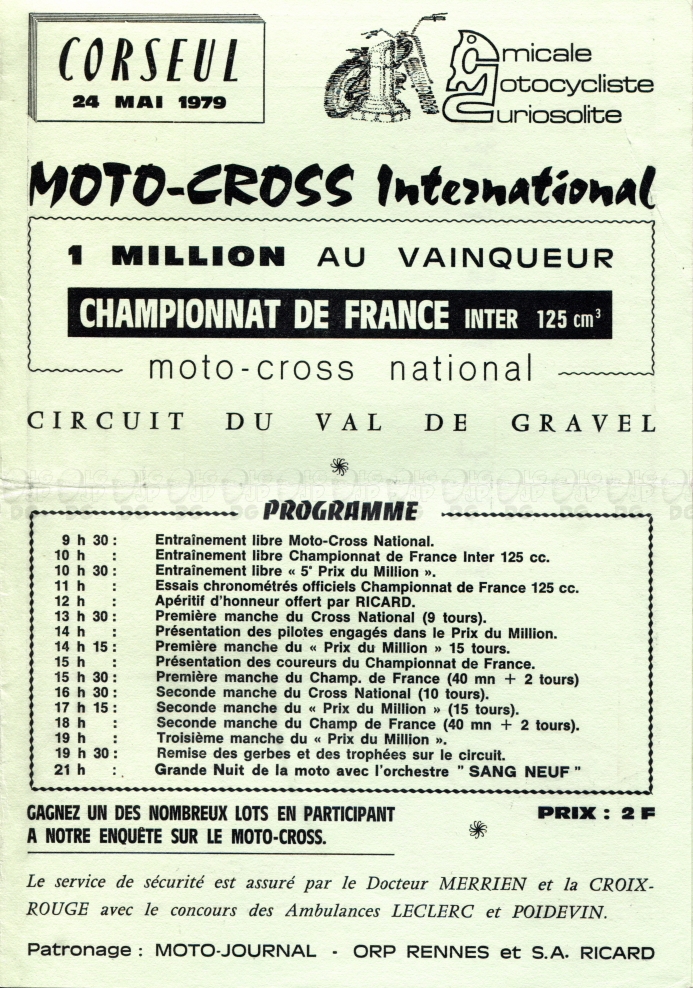 CORSEUL
24 MAI 1979
Amicale
Motocycliste
Curiosolite
MOTO-CROSS International
1 MILLION AU VAINQUEUR
CHAMPIONNAT DE FRANCE INTER 125 cm³
moto-cross national
CIRCUIT DU VAL DE GRAVEL
PROGRAMME
9 h 30 : Entraînement libre Moto-Cross National.
10 h : Entraînement libre Championnat de France Inter 125 cc.
10 h 30 : Entraînement libre « 5e Prix du Million ».
11 h : Essais chronométrés officiels Championnat de France 125 cc.
12 h : Apéritif d'honneur offert par RICARD.
13 h 30 : Première manche du Cross National (9 tours).
14 h : Présentation des pilotes engagés dans le Prix du Million.
14 h 15 : Première manche du « Prix du Million » 15 tours.
15 h : Présentation des coureurs du Championnat de France.
15 h 30 : Première manche du Champ. de France (40 mn + 2 tours)
16 h 30 : Seconde manche du Cross National (10 tours).
17 h 15 : Seconde manche du « Prix du Million » (15 tours).
18 h : Seconde manche du Champ de France (40 mn + 2 tours).
19 h : Troisième manche du « Prix du Million ».
19 h 30 : Remise des gerbes et des trophées sur le circuit.
21 h : Grande Nuit de la moto avec l'orchestre " SANG NEUF "
GAGNEZ UN DES NOMBREUX LOTS EN PARTICIPANT
A NOTRE ENQUÊTE SUR LE MOTO-CROSS.
PRIX : 2 F
Le service de sécurité est assuré par le Docteur MERRIEN et la CROIX-
ROUGE avec le concours des Ambulances LECLERC et POIDEVIN.
Patronage : MOTO-JOURNAL - ORP RENNES et S.A. RICARD